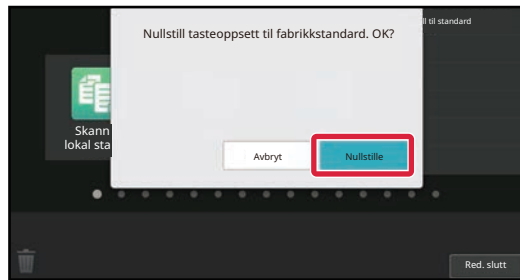 ll til standard
Nullstill tasteoppsett til fabrikkstandard. OK?
Skann
lokal sta
Avbryt
Nullstille
Red. slutt